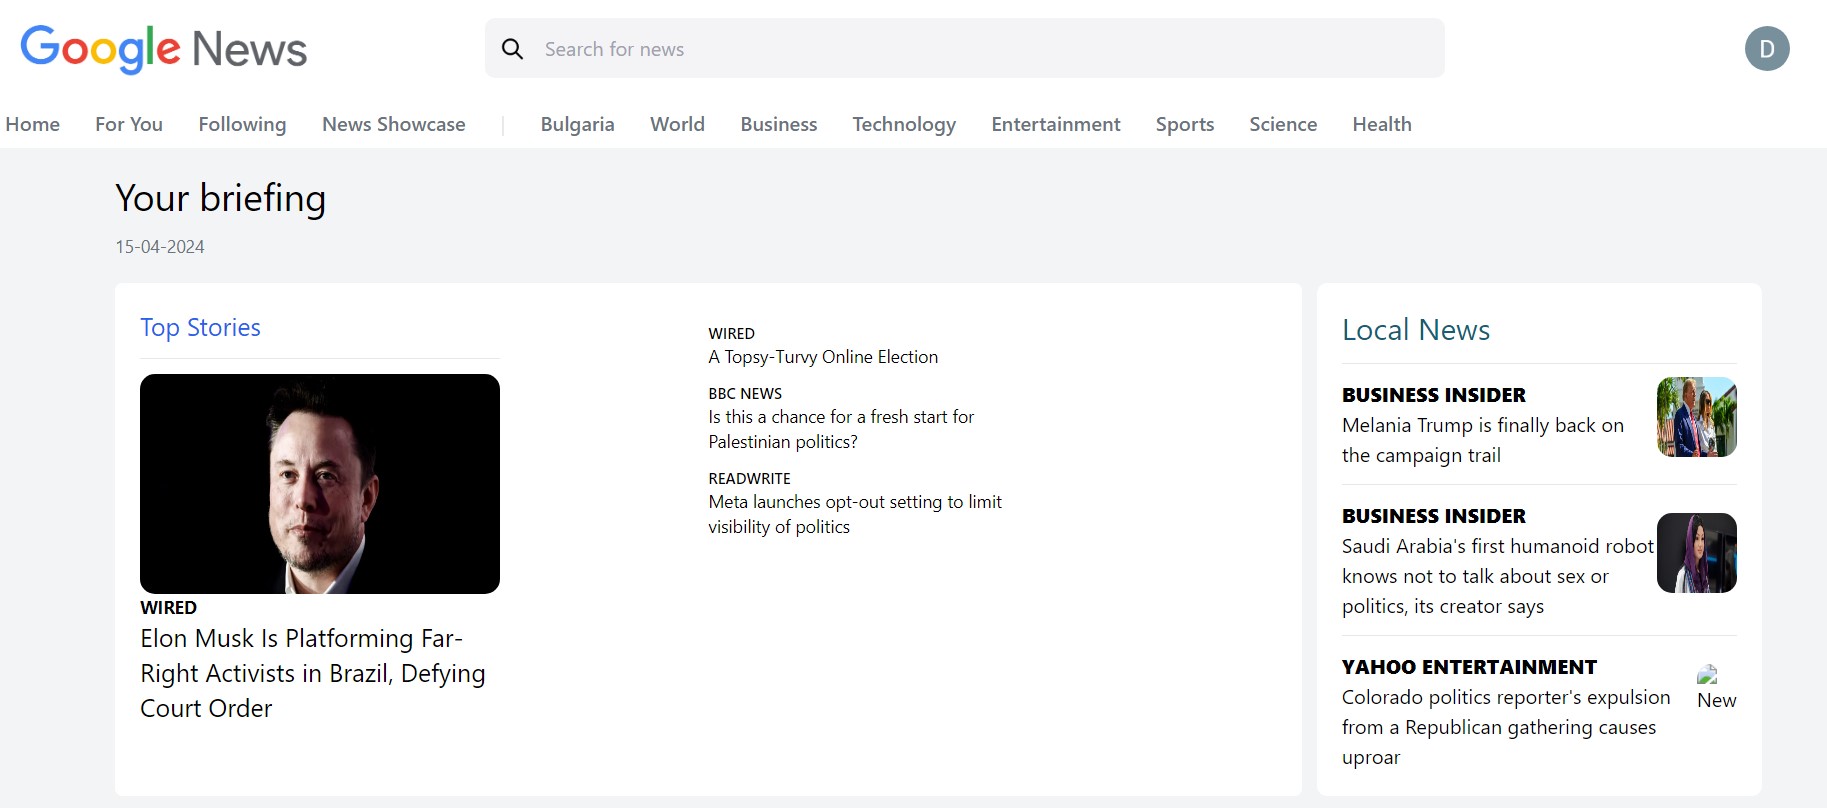 Google News
Search for news
D
Home For You Following News Showcase | Bulgaria World Business Technology Entertainment Sports Science Health
Your briefing
15-04-2024
Top Stories
WIRED
Elon Musk Is Platforming Far-
Right Activists in Brazil, Defying
Court Order
WIRED
A Topsy-Turvy Online Election
BBC NEWS
Is this a chance for a fresh start for
Palestinian politics?
READWRITE
Meta launches opt-out setting to limit
visibility of politics
Local News
BUSINESS INSIDER
Melania Trump is finally back on
the campaign trail
BUSINESS INSIDER
Saudi Arabia's first humanoid robot
knows not to talk about sex or
politics, its creator says
YAHOO ENTERTAINMENT
Colorado politics reporter's expulsion
from a Republican gathering causes
uproar
New